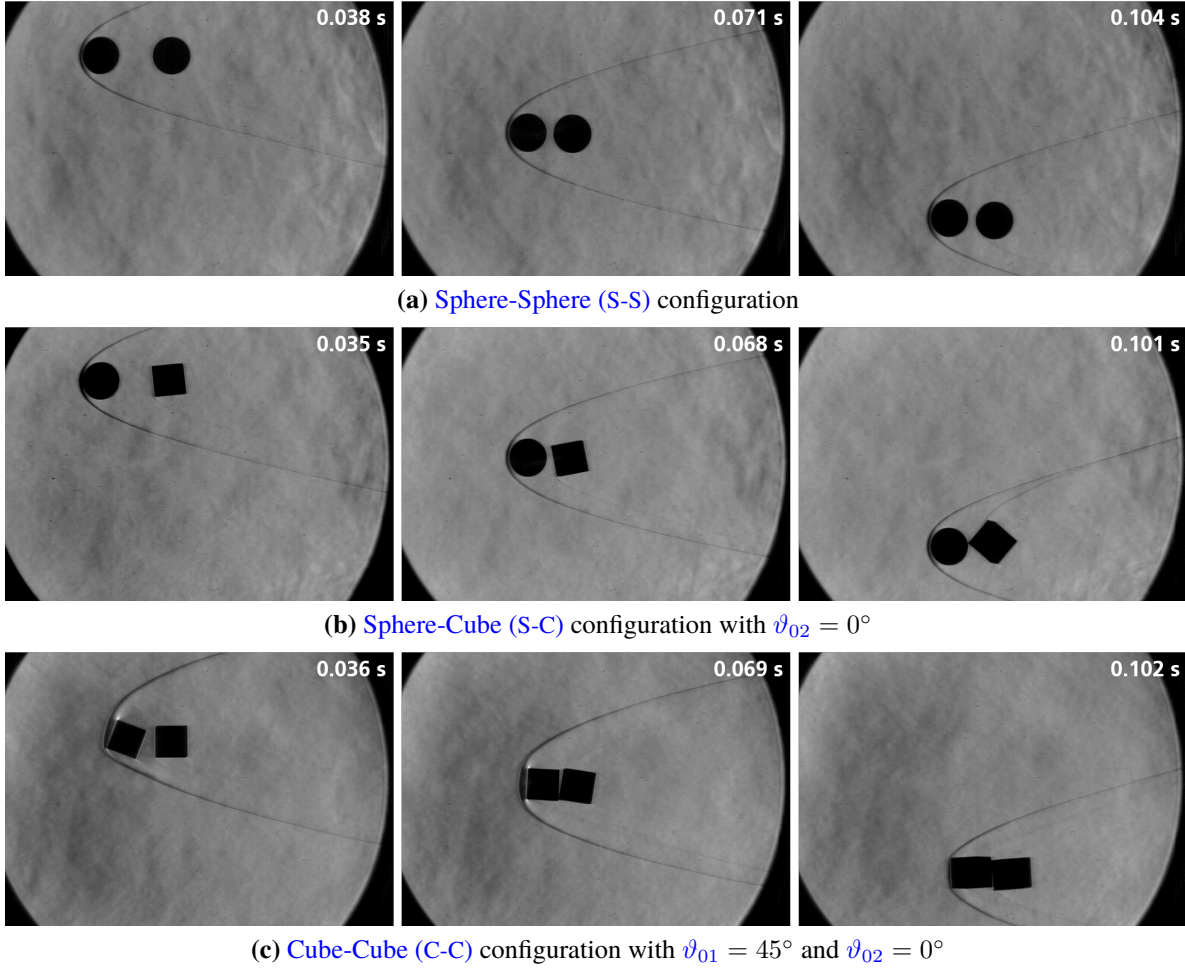 0.038 s 0.071 s 0.104 s
(a) Sphere-Sphere (S-S) configuration
0.035 s 0.068 s 0.101 s
(b) Sphere-Cube (S-C) configuration with ϑ₀₂ = 0°
0.036 s 0.069 s 0.102 s
(c) Cube-Cube (C-C) configuration with ϑ₀₁ = 45° and ϑ₀₂ = 0°